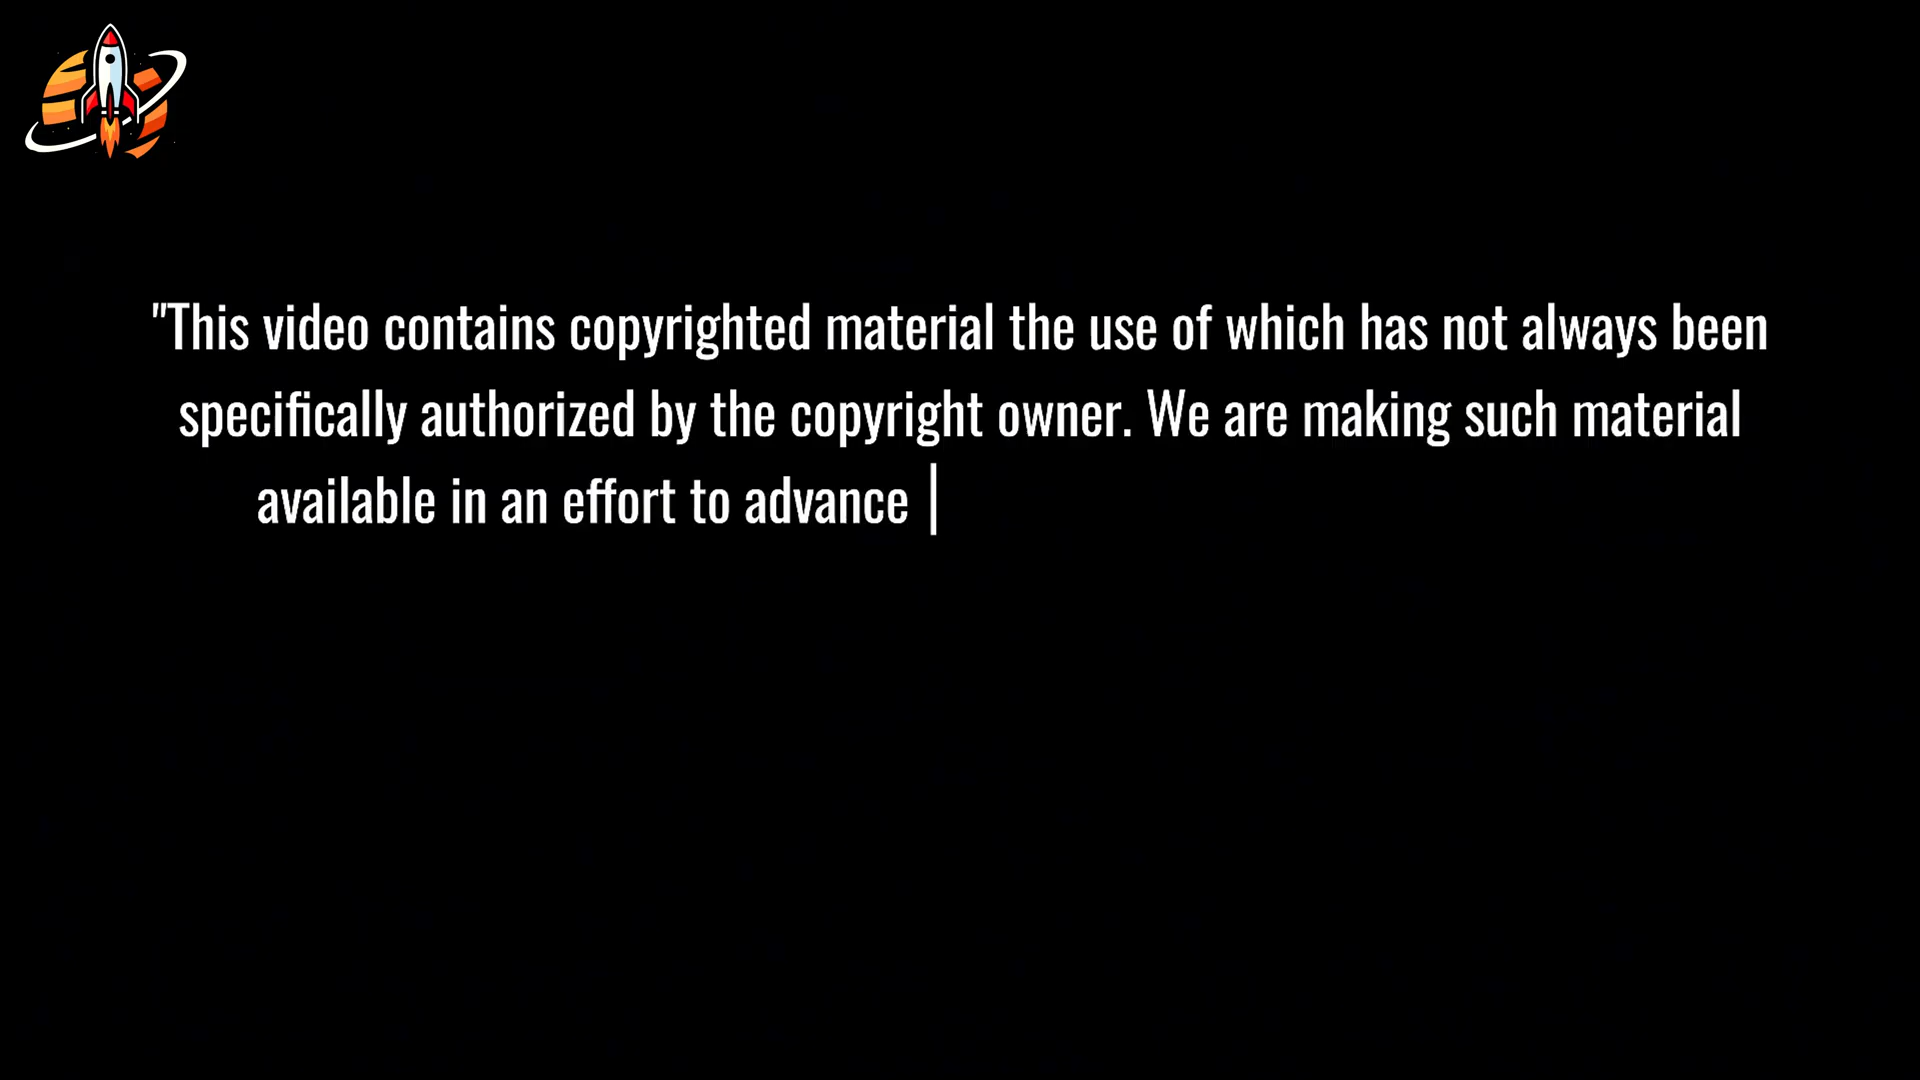 "This video contains copyrighted material the use of which has not always been
specifically authorized by the copyright owner. We are making such material
available in an effort to advance